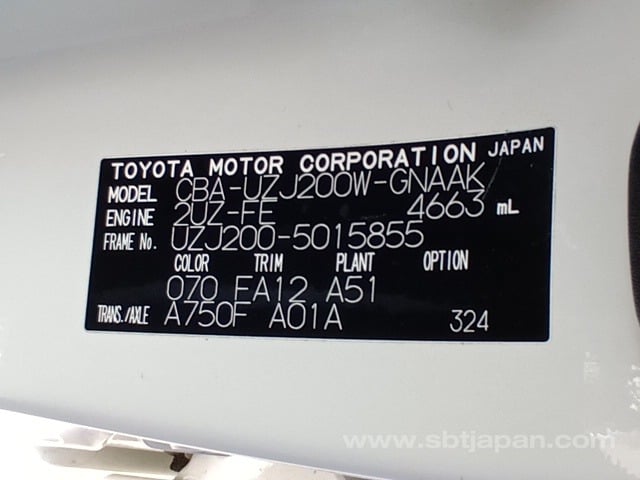 TOYOTA MOTOR CORPORATION JAPAN
MODEL CBA-UZJ200W-GNAAK
ENGINE 2UZ-FE 4663 mL
FRAME No. UZJ200-5015855
COLOR TRIM PLANT OPTION
070 FA12 A51
TRANS./AXLE A750F A01A 324
www.sbtjapan.com